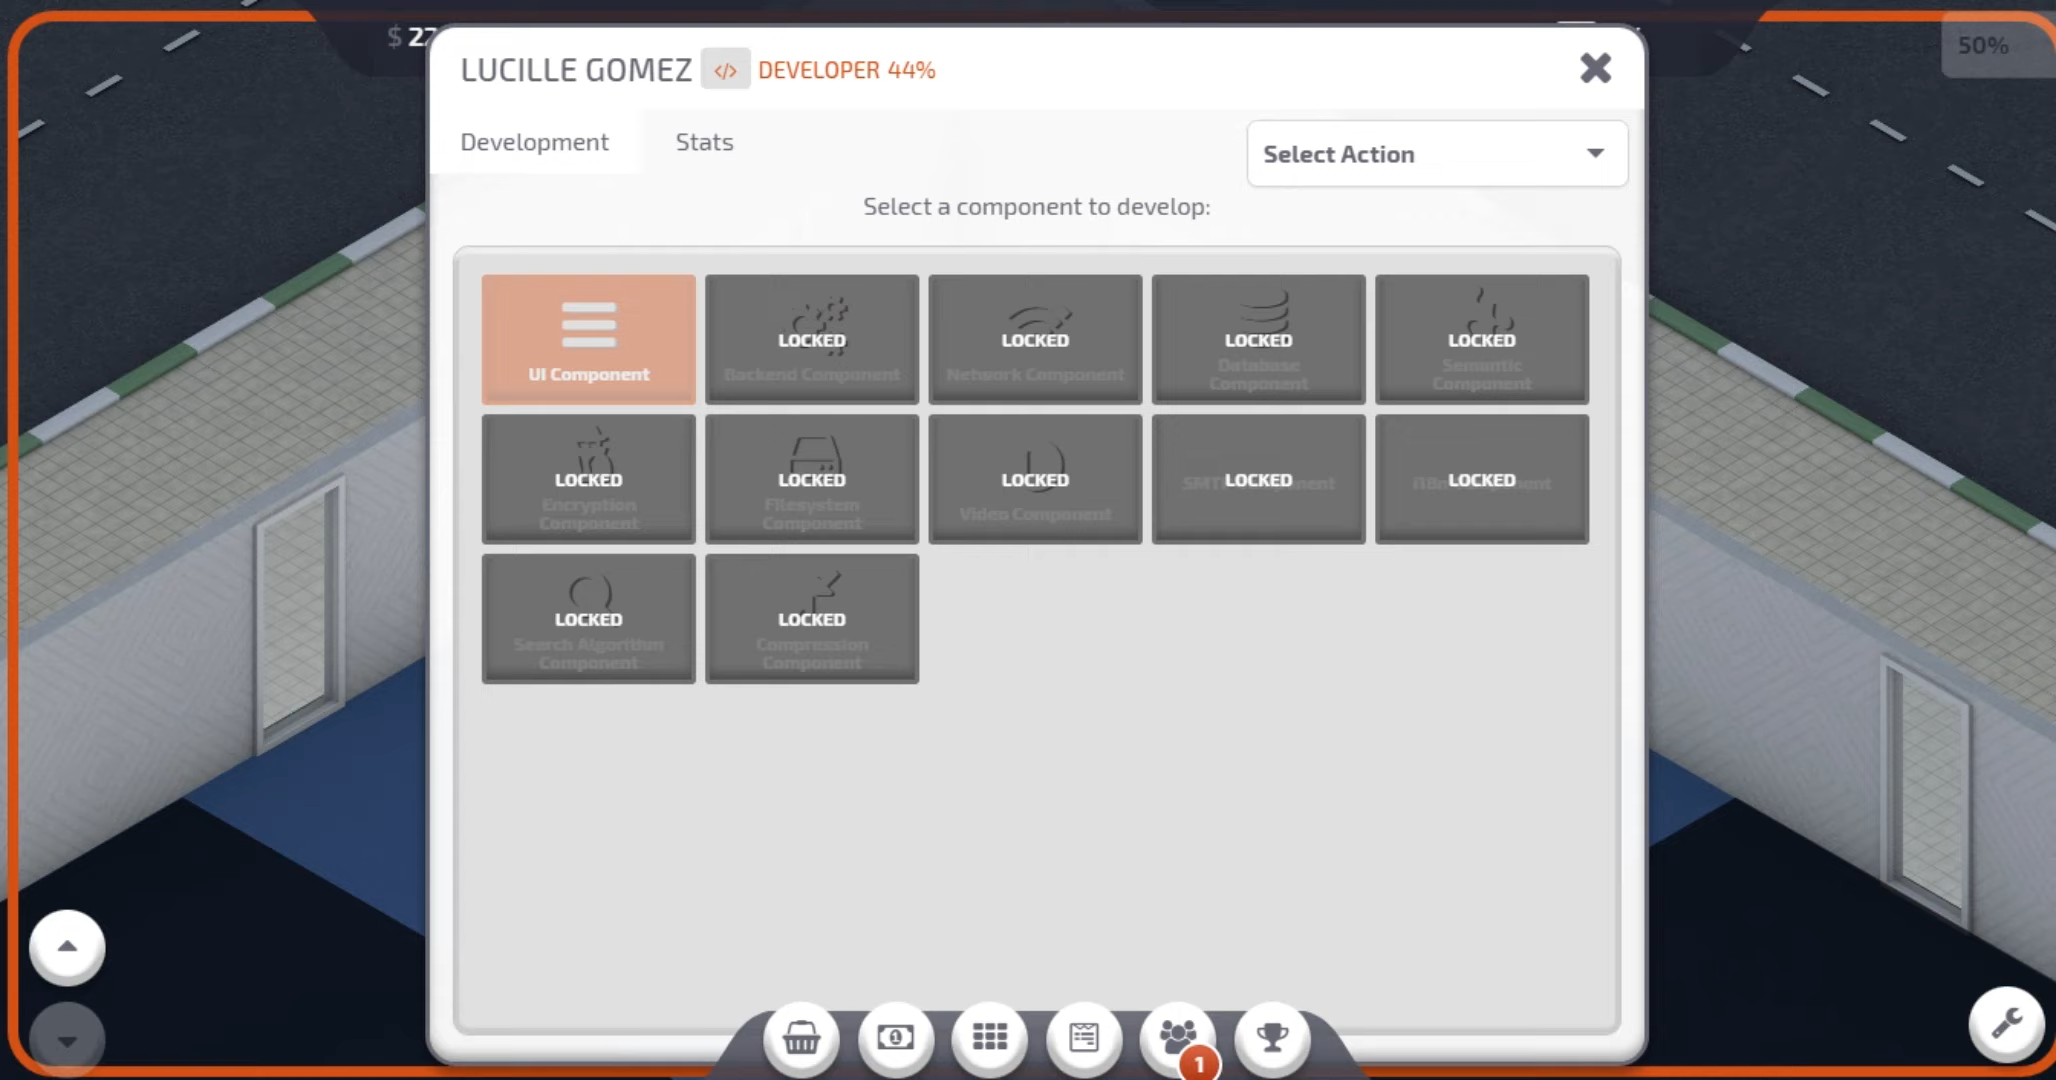 $ 22
50%
LUCILLE GOMEZ </> DEVELOPER 44%
Development
Stats
Select Action
Select a component to develop:
UI Component
LOCKED
Backend Component
LOCKED
Network Component
LOCKED
Database
Component
LOCKED
Semantic
Component
LOCKED
Encryption
Component
LOCKED
Filesystem
Component
LOCKED
Video Component
LOCKED
LOCKED
LOCKED
Search Algorithm
Component
LOCKED
Compression
Component
1
1